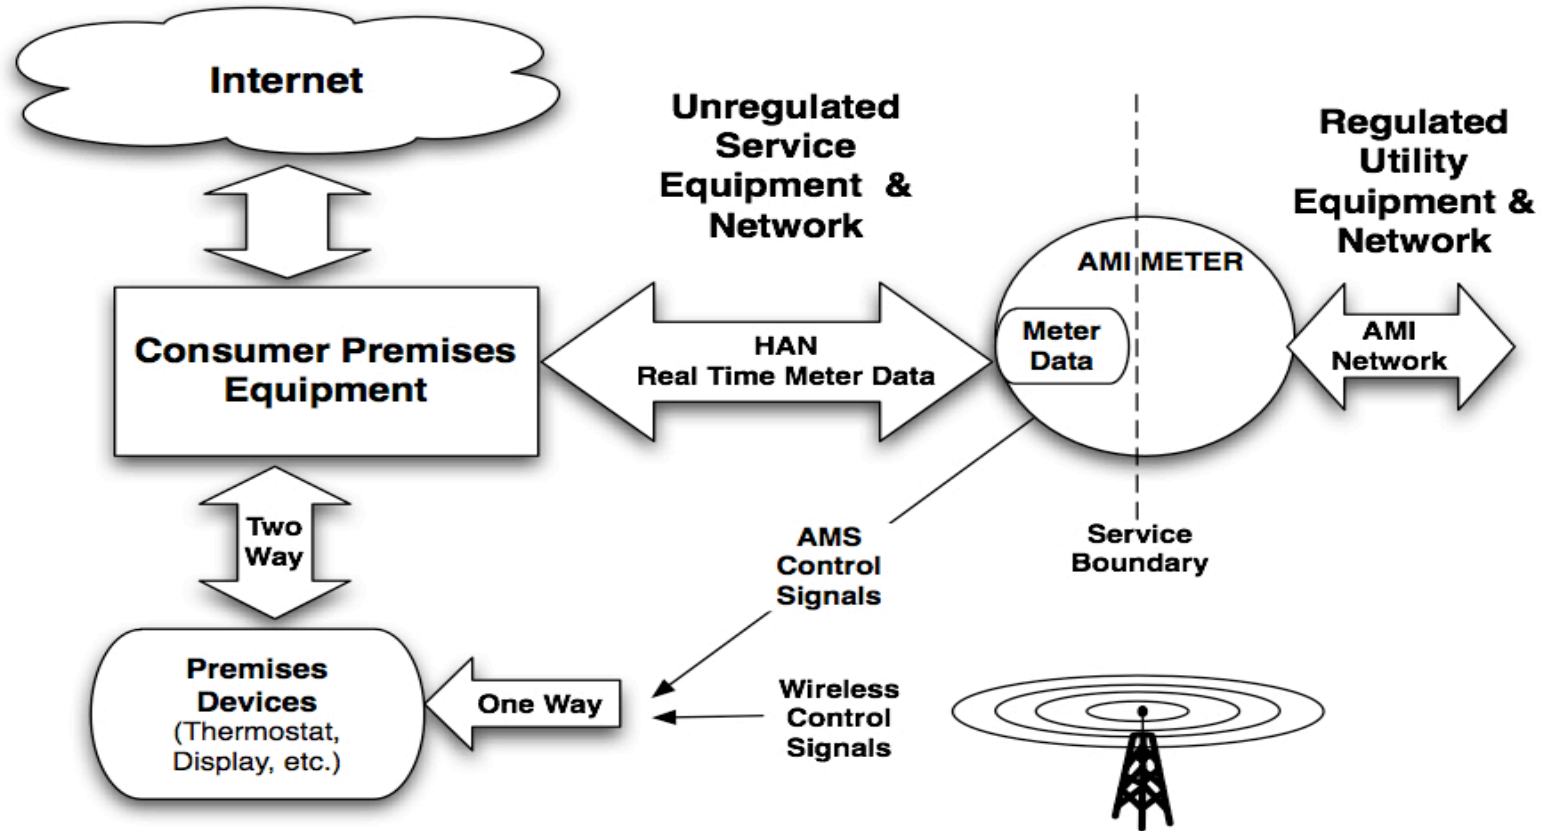 Internet
Unregulated
Service
Equipment &
Network
Regulated
Utility
Equipment &
Network
AMI METER
Meter
Data
Consumer Premises
Equipment
HAN
Real Time Meter Data
AMI
Network
Two
Way
AMS
Control
Signals
Service
Boundary
Premises
Devices
(Thermostat,
Display, etc.)
One Way
Wireless
Control
Signals